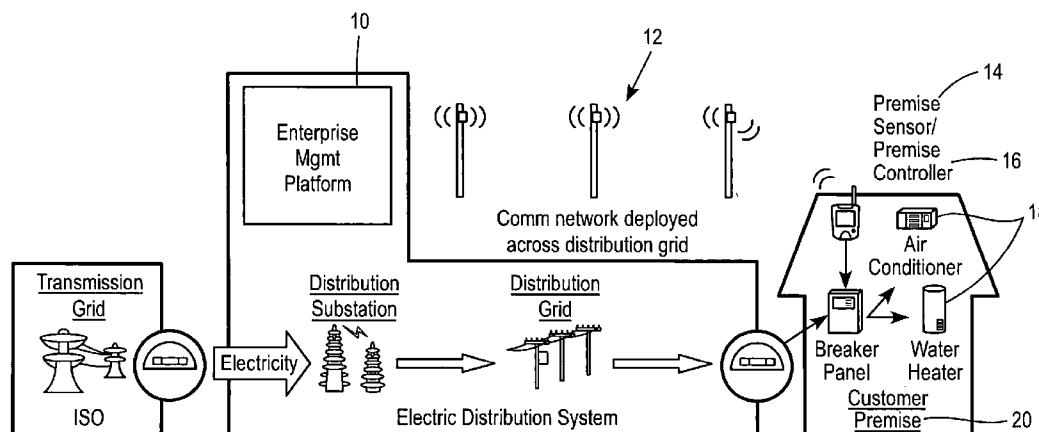 10
12
14
Premise
Sensor/
Premise
Controller
16
Enterprise
Mgmt
Platform
Comm network deployed
across distribution grid
Air
Conditioner
Transmission
Grid
Distribution
Substation
Distribution
Grid
Electricity
Breaker
Panel
Water
Heater
ISO
Electric Distribution System
Customer
Premise
20